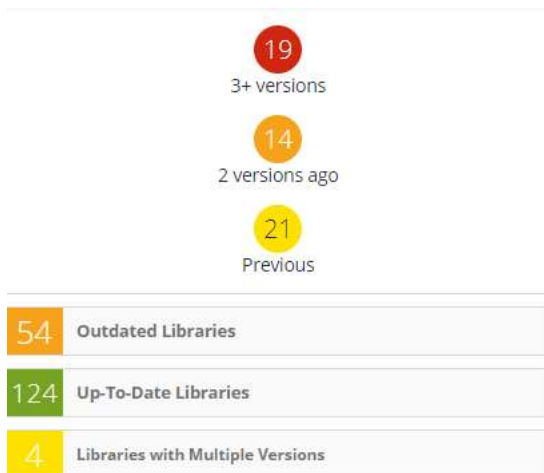 19
3+ versions
14
2 versions ago
21
Previous
54 Outdated Libraries
124 Up-To-Date Libraries
4 Libraries with Multiple Versions